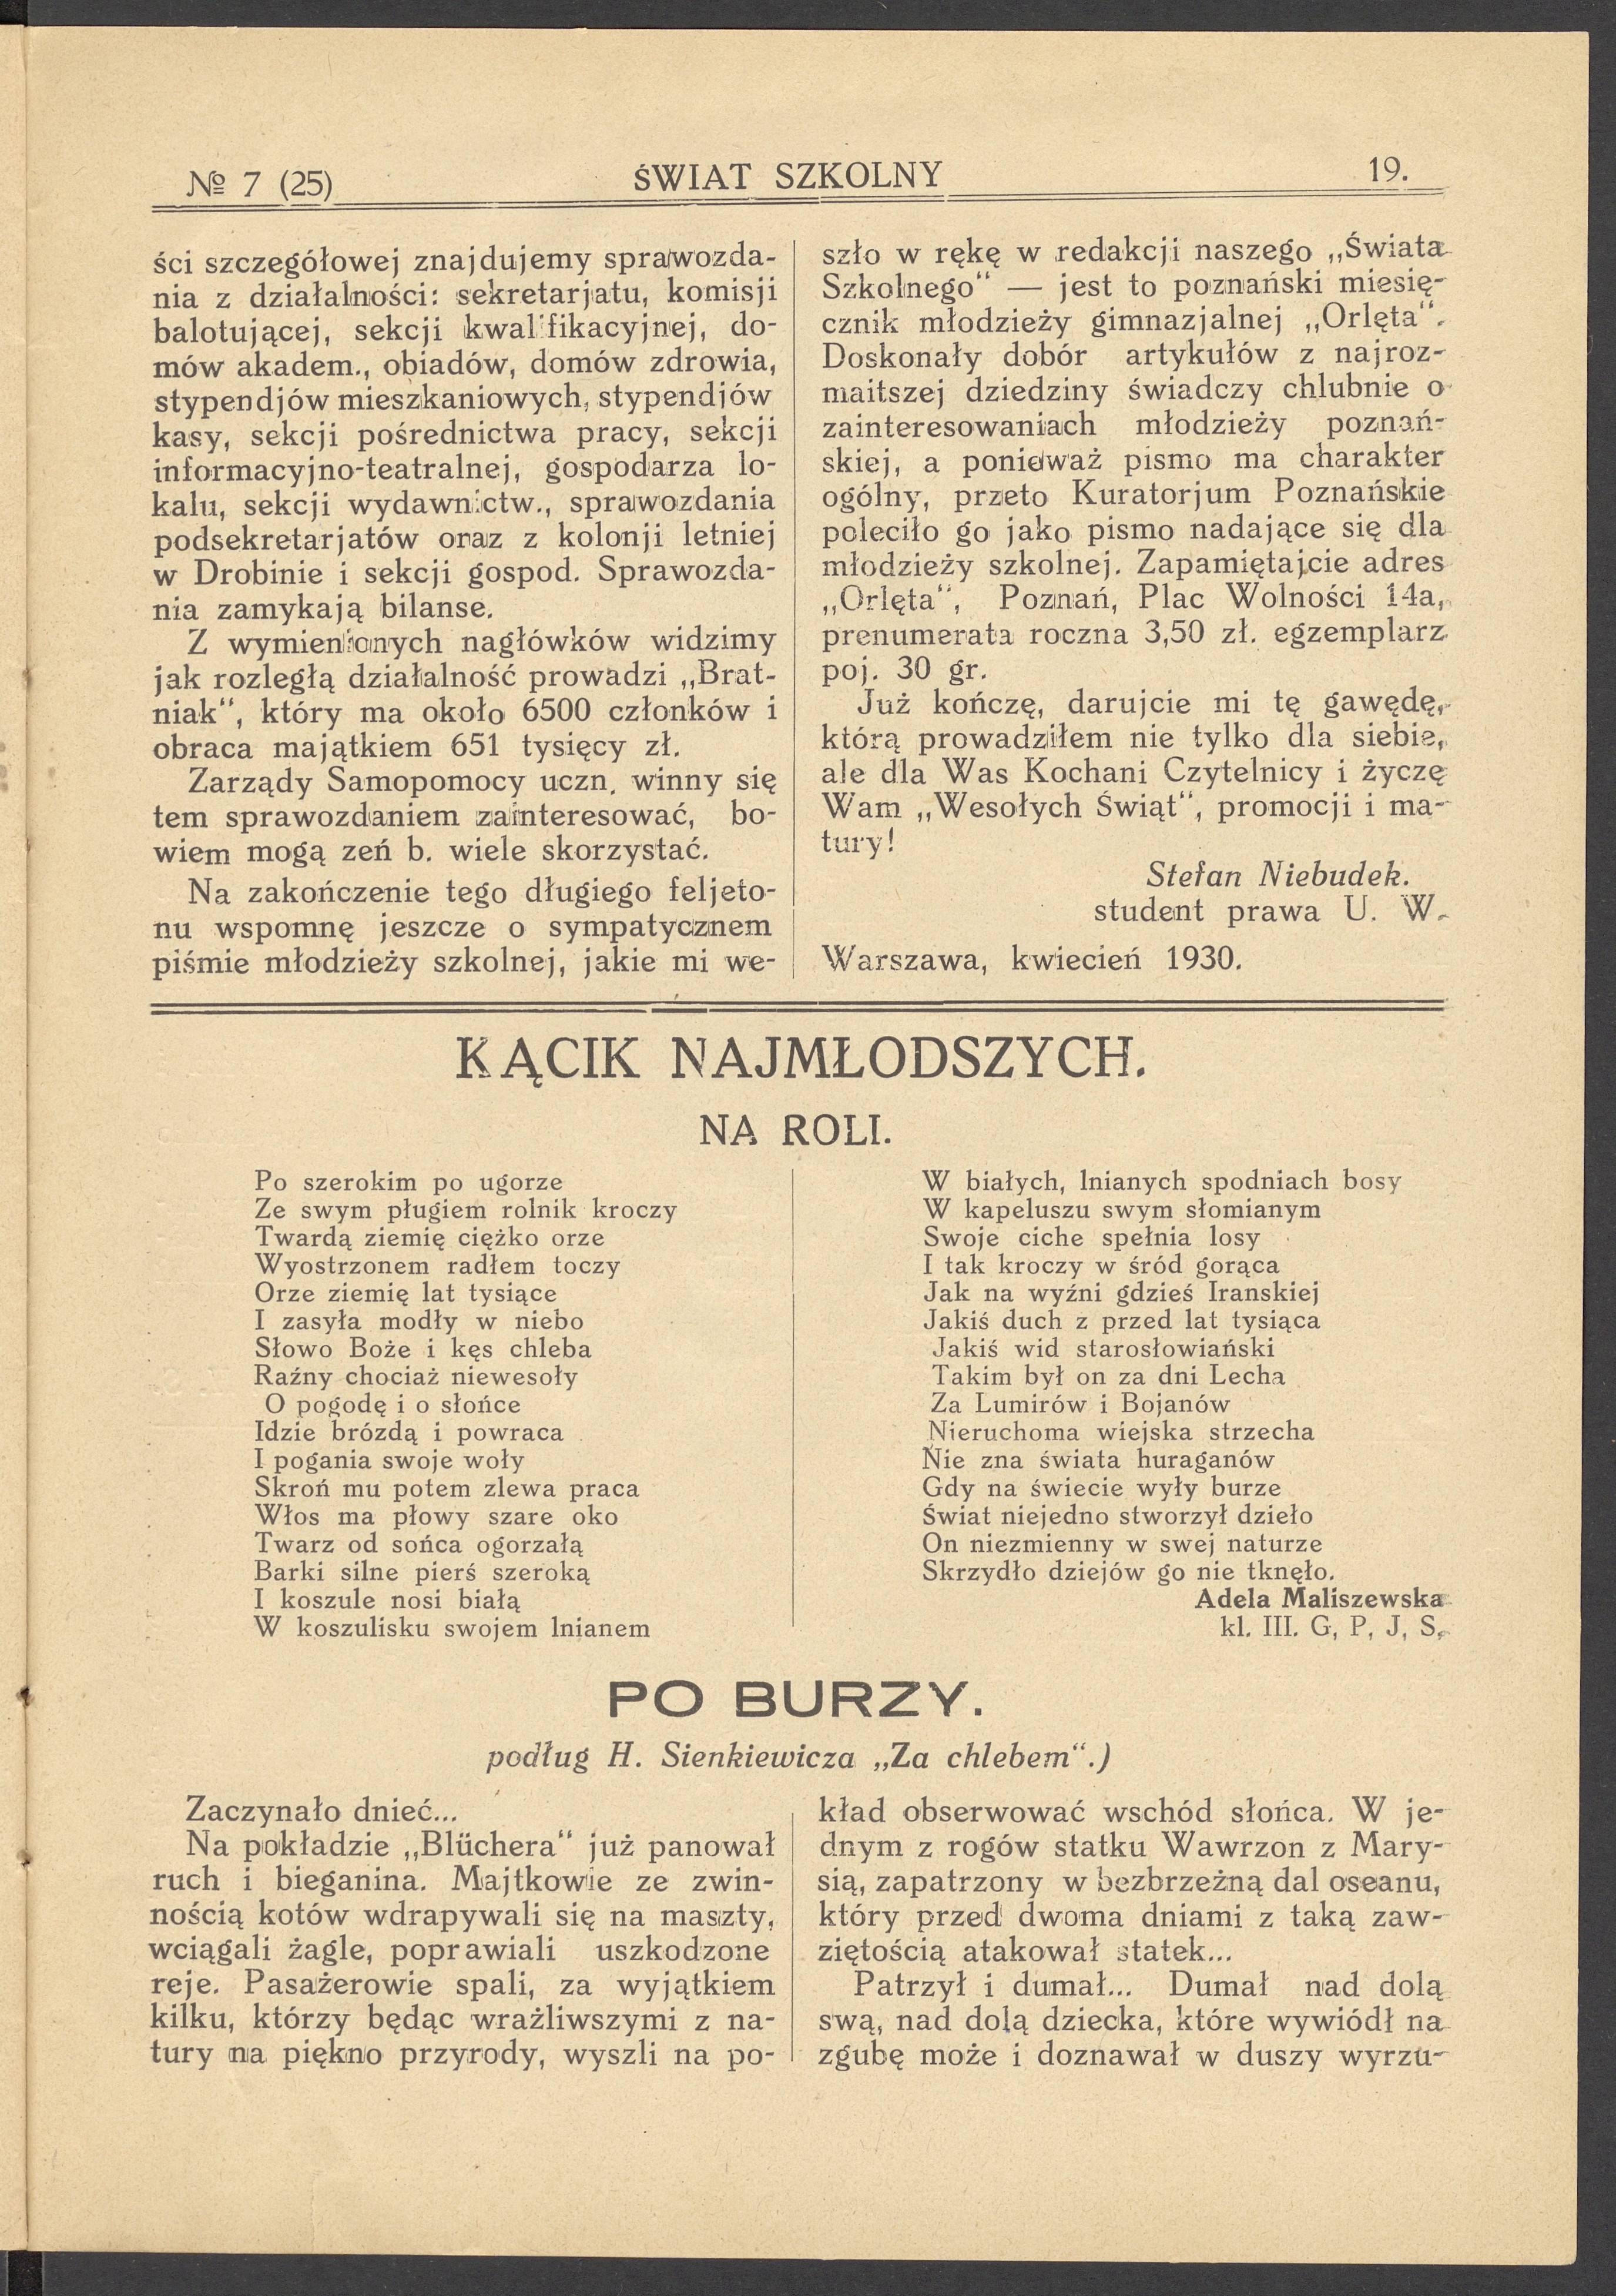 № 7 (25)
ŚWIAT SZKOLNY
19.
ści szczegółowej znajdujemy sprawozda-
nia z działalności: sekretarjatu, komisji
balotującej, sekcji kwalifikacyjnej, do-
mów akadem., obiadów, domów zdrowia,
stypendjów mieszkaniowych, stypendjów
kasy, sekcji pośrednictwa pracy, sekcji
informacyjno-teatralnej, gospodarza lo-
kalu, sekcji wydawnictw., sprawozdania
podsekretarjatów oraz z kolonji letniej
w Drobinie i sekcji gospod. Sprawozda-
nia zamykają bilanse.
Z wymienionych nagłówków widzimy
jak rozległą działalność prowadzi „Brat-
niak“, który ma około 6500 członków i
obraca majątkiem 651 tysięcy zł.
Zarządy Samopomocy uczn. winny się
tem sprawozdaniem zainteresować, bo-
wiem mogą zeń b. wiele skorzystać.
Na zakończenie tego długiego feljeto-
nu wspomnę jeszcze o sympatycznem
piśmie młodzieży szkolnej, jakie mi we-
szło w rękę w redakcji naszego „Świata
Szkolnego“ — jest to poznański miesię-
cznik młodzieży gimnazjalnej „Orlęta“.
Doskonały dobór artykułów z najroz-
maitszej dziedziny świadczy chlubnie o
zainteresowaniach młodzieży poznań-
skiej, a ponieważ pismo ma charakter
ogólny, przeto Kuratorjum Poznańskie
poleciło go jako pismo nadające się dla
młodzieży szkolnej. Zapamiętajcie adres
„Orlęta“, Poznań, Plac Wolności 14a,
prenumerata roczna 3,50 zł. egzemplarz
poj. 30 gr.
Już kończę, darujcie mi tę gawędę,
którą prowadziłem nie tylko dla siebie,
ale dla Was Kochani Czytelnicy i życzę
Wam „Wesołych Świąt“, promocji i ma-
tury!
Stefan Niebudek.
student prawa U. W.
Warszawa, kwiecień 1930.
KĄCIK NAJMŁODSZYCH.
NA ROLI.
Po szerokim po ugorze
Ze swym pługiem rolnik kroczy
Twardą ziemię ciężko orze
Wyostrzonem radłem toczy
Orze ziemię lat tysiące
I zasyła modły w niebo
Słowo Boże i kęs chleba
Raźny chociaż niewesoły
O pogodę i o słońce
Idzie brózdą i powraca
I pogania swoje woły
Skroń mu potem zlewa praca
Włos ma płowy szare oko
Twarz od sońca ogorzałą
Barki silne pierś szeroką
I koszule nosi białą
W koszulisku swojem lnianem
W białych, lnianych spodniach bosy
W kapeluszu swym słomianym
Swoje ciche spełnia losy
I tak kroczy w śród gorąca
Jak na wyźni gdzieś Iranskiej
Jakiś duch z przed lat tysiąca
Jakiś wid starosłowiański
Takim był on za dni Lecha
Za Lumirów i Bojanów
Nieruchoma wiejska strzecha
Nie zna świata huraganów
Gdy na świecie wyły burze
Świat niejedno stworzył dzieło
On niezmienny w swej naturze
Skrzydło dziejów go nie tknęło.
Adela Maliszewska
kl. III. G, P, J, S,
PO BURZY.
podług H. Sienkiewicza „Za chlebem“.)
Zaczynało dnieć...
Na pokładzie „Blüchera“ już panował
ruch i bieganina. Majtkowie ze zwin-
nością kotów wdrapywali się na maszty,
wciągali żagle, poprawiali uszkodzone
reje. Pasażerowie spali, za wyjątkiem
kilku, którzy będąc wrażliwszymi z na-
tury na piękno przyrody, wyszli na po-
kład obserwować wschód słońca. W je-
dnym z rogów statku Wawrzon z Mary-
sią, zapatrzony w bezbrzeżną dal oseanu,
który przed dwoma dniami z taką zaw-
ziętością atakował statek...
Patrzył i dumał... Dumał nad dolą
swą, nad dolą dziecka, które wywiódł na
zgubę może i doznawał w duszy wyrzu-